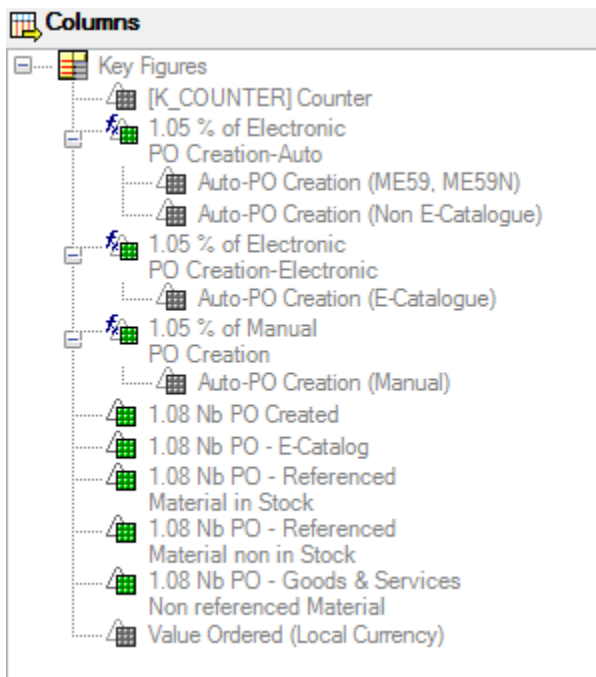 Columns
Key Figures
[K_COUNTER] Counter
1.05 % of Electronic
PO Creation-Auto
Auto-PO Creation (ME59, ME59N)
Auto-PO Creation (Non E-Catalogue)
1.05 % of Electronic
PO Creation-Electronic
Auto-PO Creation (E-Catalogue)
1.05 % of Manual
PO Creation
Auto-PO Creation (Manual)
1.08 Nb PO Created
1.08 Nb PO - E-Catalog
1.08 Nb PO - Referenced
Material in Stock
1.08 Nb PO - Referenced
Material non in Stock
1.08 Nb PO - Goods & Services
Non referenced Material
Value Ordered (Local Currency)